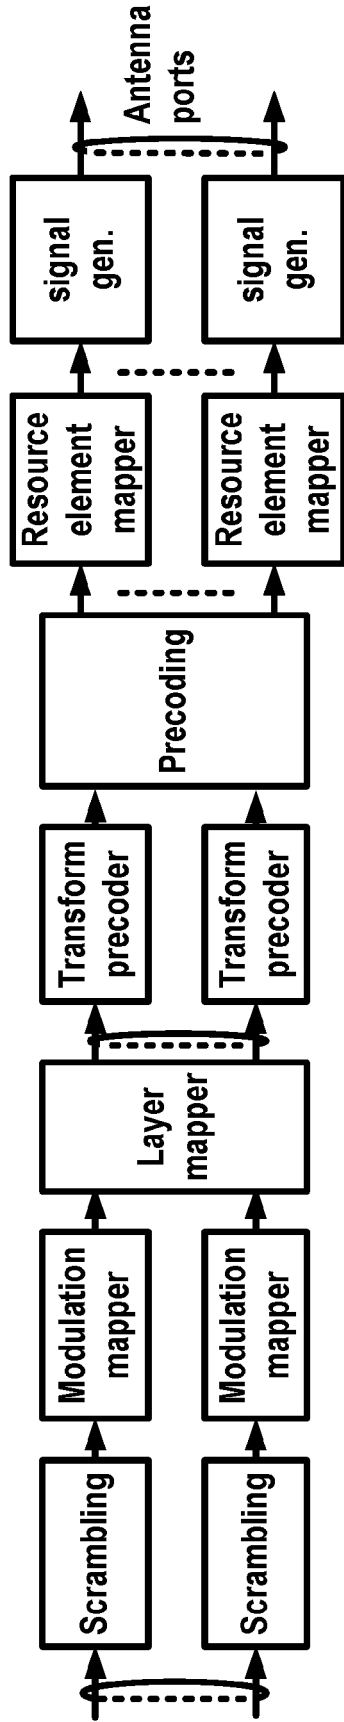 Scrambling
Modulation
mapper
Layer
mapper
Transform
precoder
Precoding
Resource
element
mapper
signal
gen.
Antenna
ports
Scrambling
Modulation
mapper
Transform
precoder
Resource
element
mapper
signal
gen.